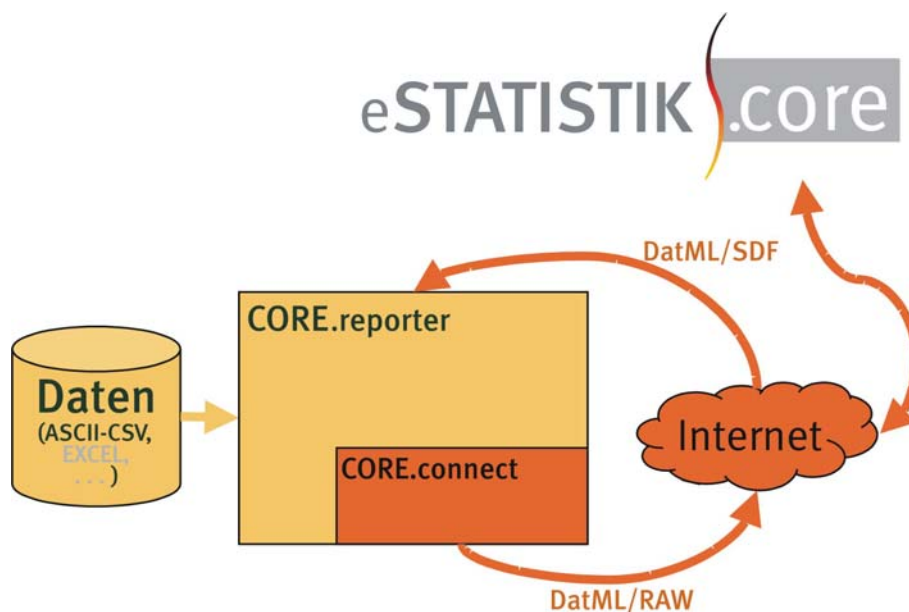 eSTATISTIK.core
DatML/SDF
CORE.reporter
Daten
(ASCII-CSV,
EXCEL,
...)
CORE.connect
Internet
DatML/RAW